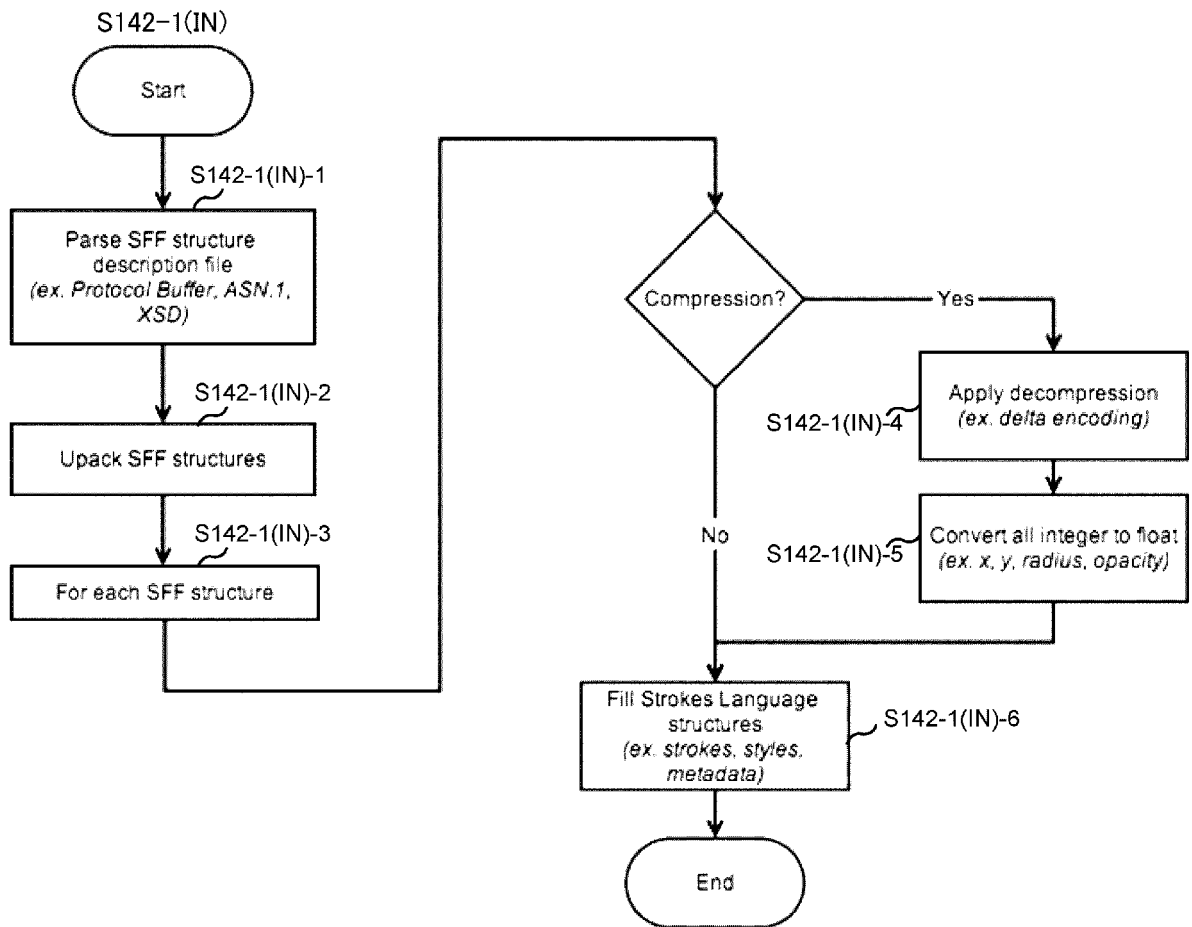 S142-1(IN)
Start
S142-1(IN)-1
Parse SFF structure
description file
(ex. Protocol Buffer, ASN.1,
XSD)
S142-1(IN)-2
Upack SFF structures
S142-1(IN)-3
For each SFF structure
Compression?
Yes
S142-1(IN)-4
Apply decompression
(ex. delta encoding)
No
S142-1(IN)-5
Convert all integer to float
(ex. x, y, radius, opacity)
Fill Strokes Language
structures
(ex. strokes, styles,
metadata)
S142-1(IN)-6
End